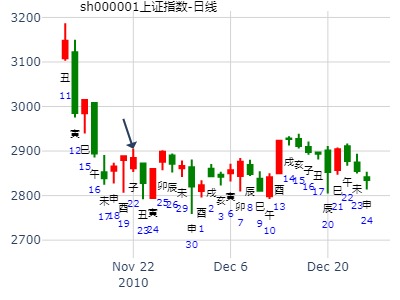 sh000001上证指数-日线
3200
3100
3000
2900
2800
2700
丑
11
寅
12
巳
15
午
16
未
17
申
18
酉
19
子
22
丑
23
寅
24
卯
25
辰
26
未
29
申
30
酉
1
戌
2
亥
3
寅
6
卯
7
辰
8
巳
9
午
10
酉
13
戌
14
亥
15
子
16
丑
17
辰
20
巳
21
午
22
未
23
申
24
Nov 22
2010
Dec 6
Dec 20